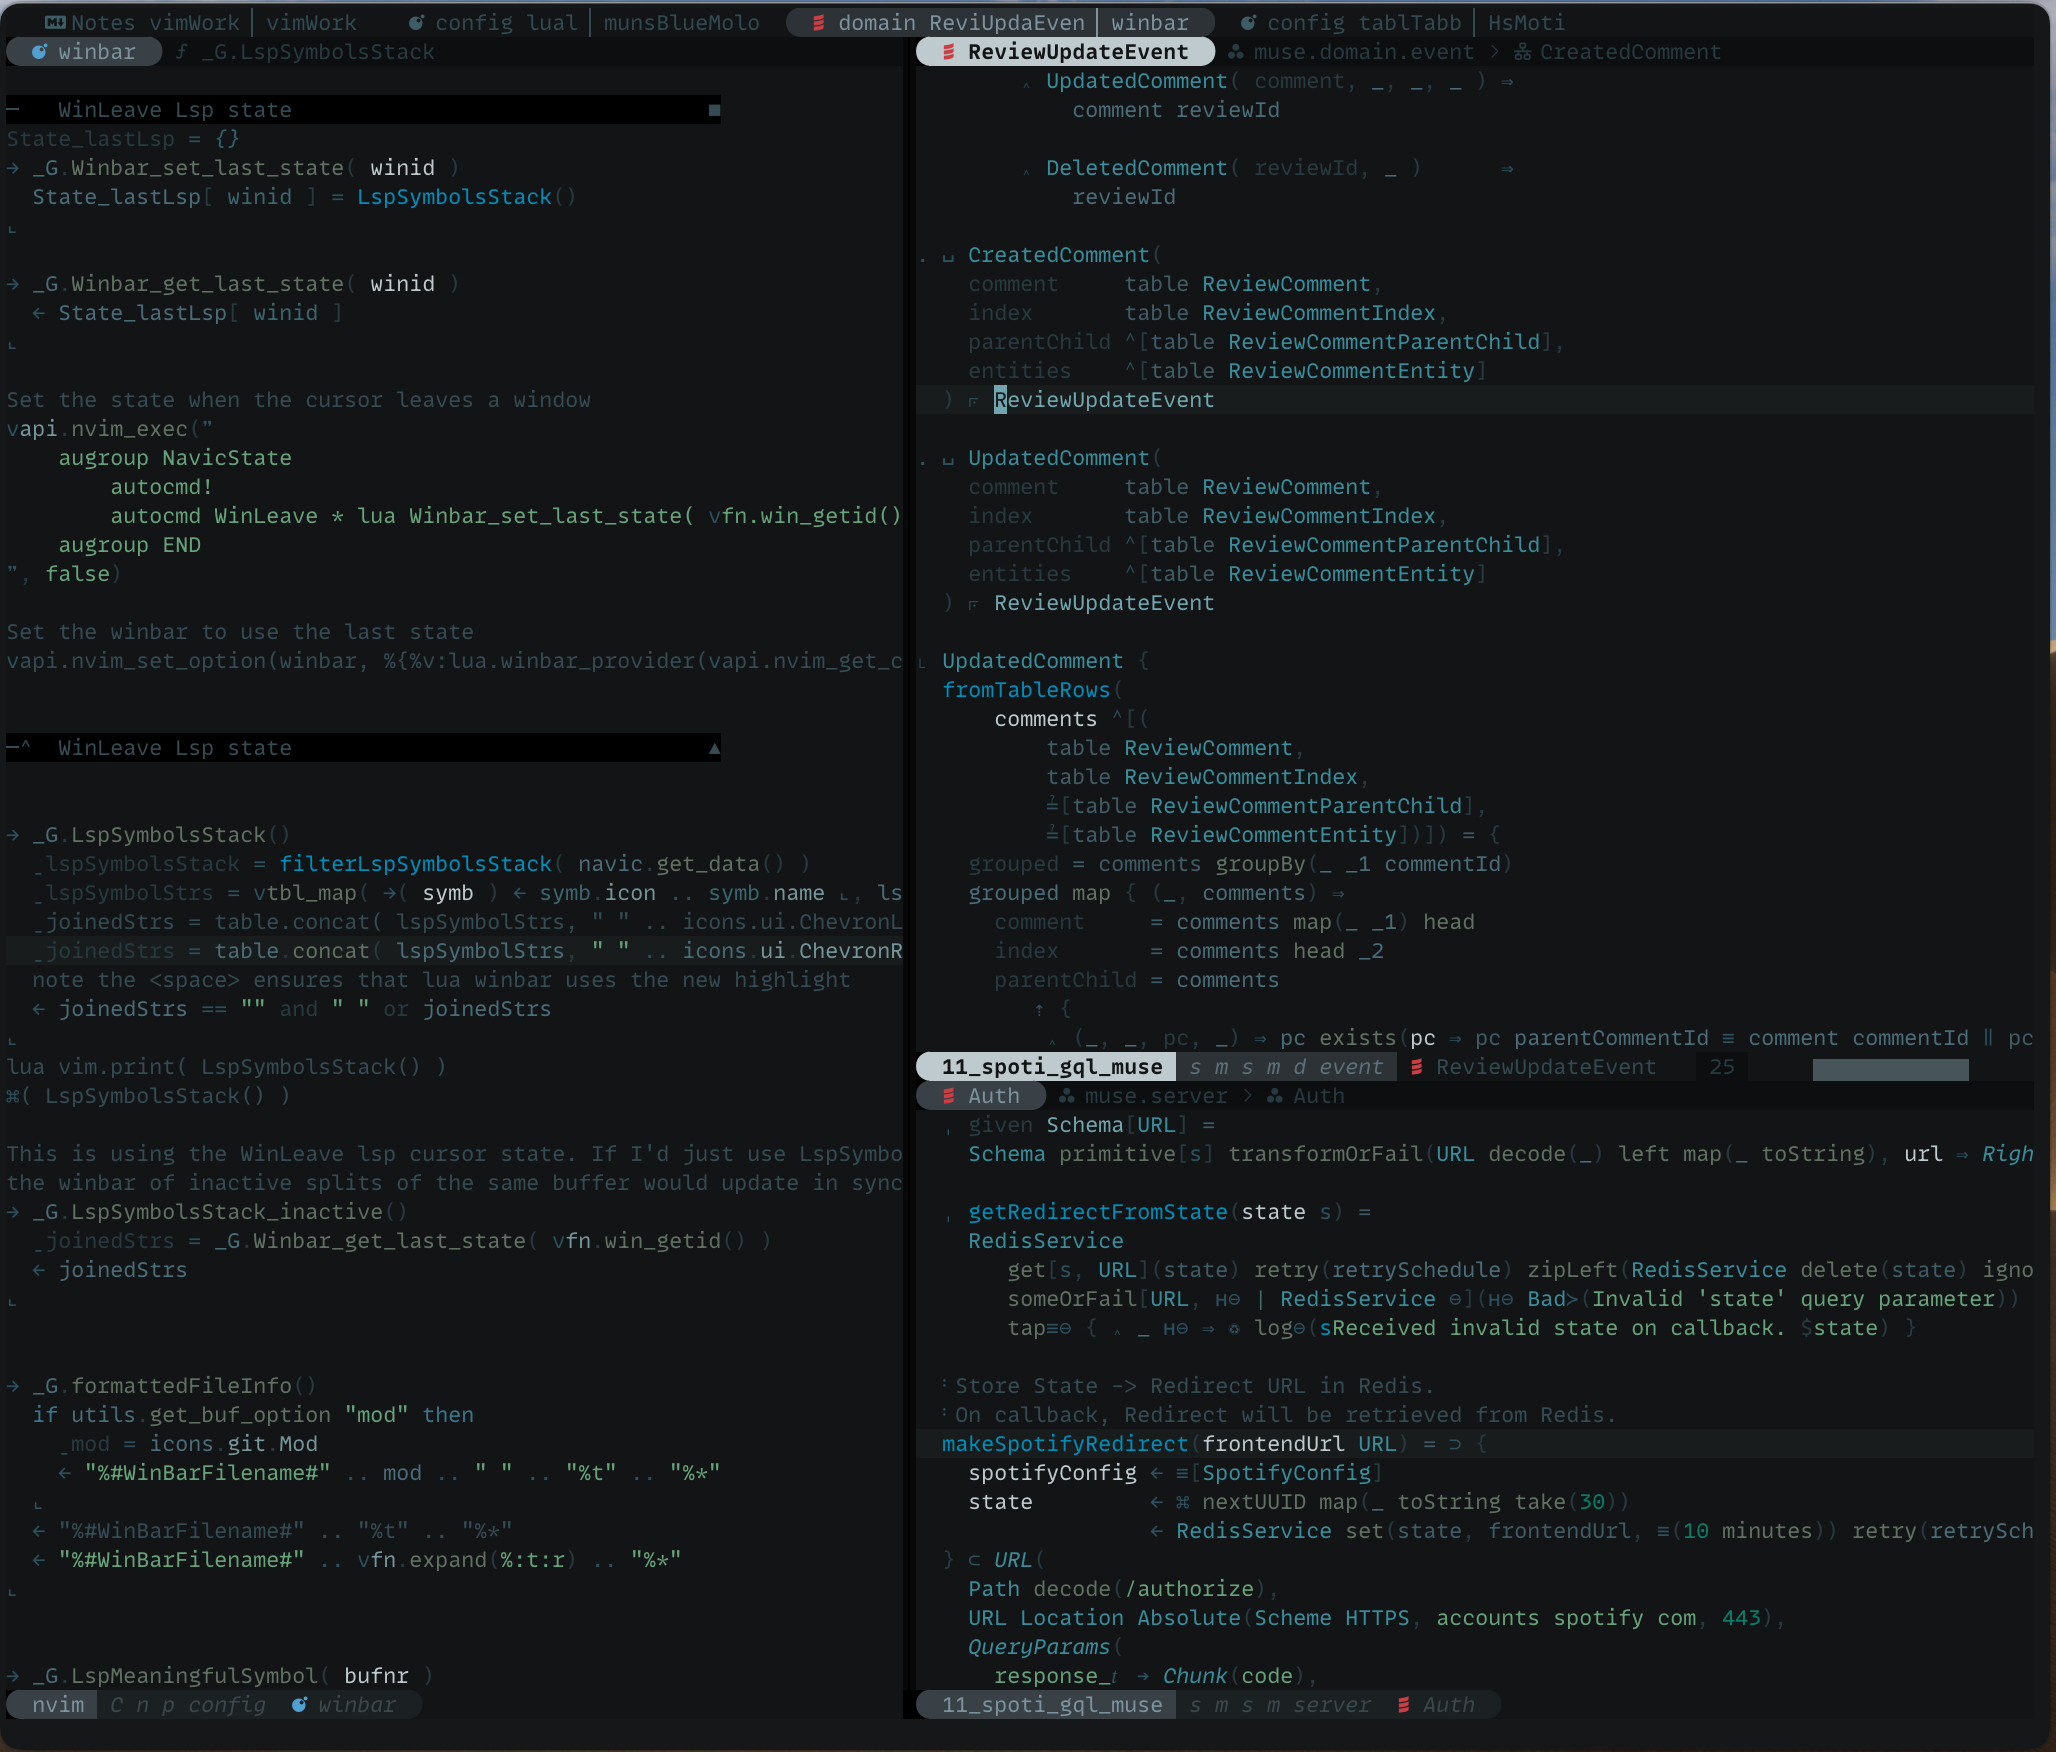 Notes vimWork │ vimWork config lual │ munsBlueMolo domain ReviUpdaEven │ winbar config tablTabb │ HsMoti
winbar ƒ _G.LspSymbolsStack
─ WinLeave Lsp state ■
State_lastLsp = {}
→ _G.Winbar_set_last_state( winid )
State_lastLsp[ winid ] = LspSymbolsStack()
⌞
→ _G.Winbar_get_last_state( winid )
← State_lastLsp[ winid ]
⌞
Set the state when the cursor leaves a window
vapi.nvim_exec("
augroup NavicState
autocmd!
autocmd WinLeave * lua Winbar_set_last_state( vfn.win_getid()
augroup END
", false)
Set the winbar to use the last state
vapi.nvim_set_option(winbar, %{%v:lua.winbar_provider(vapi.nvim_get_c
─^ WinLeave Lsp state ▲
→ _G.LspSymbolsStack()
˷lspSymbolsStack = filterLspSymbolsStack( navic.get_data() )
˷lspSymbolStrs = vtbl_map( →( symb ) ← symb.icon .. symb.name ⌞, ls
˷joinedStrs = table.concat( lspSymbolStrs, " " .. icons.ui.ChevronL
˷joinedStrs = table.concat( lspSymbolStrs, " " .. icons.ui.ChevronR
note the <space> ensures that lua winbar uses the new highlight
← joinedStrs == "" and " " or joinedStrs
⌞
lua vim.print( LspSymbolsStack() )
⌘( LspSymbolsStack() )
This is using the WinLeave lsp cursor state. If I'd just use LspSymbo
the winbar of inactive splits of the same buffer would update in sync
→ _G.LspSymbolsStack_inactive()
˷joinedStrs = _G.Winbar_get_last_state( vfn.win_getid() )
← joinedStrs
⌞
→ _G.formattedFileInfo()
if utils.get_buf_option "mod" then
˷mod = icons.git.Mod
← "%#WinBarFilename#" .. mod .. " " .. "%t" .. "%*"
⌞
← "%#WinBarFilename#" .. "%t" .. "%*"
← "%#WinBarFilename#" .. vfn.expand(%:t:r) .. "%*"
⌞
→ _G.LspMeaningfulSymbol( bufnr )
nvim C n p config winbar
ReviewUpdateEvent muse.domain.event > CreatedComment
‸ UpdatedComment( comment, _, _, _ ) ⇒
comment reviewId
‸ DeletedComment( reviewId, _ ) ⇒
reviewId
. ␣ CreatedComment(
comment table ReviewComment,
index table ReviewCommentIndex,
parentChild ^[table ReviewCommentParentChild],
entities ^[table ReviewCommentEntity]
) ReviewUpdateEvent
. ␣ UpdatedComment(
comment table ReviewComment,
index table ReviewCommentIndex,
parentChild ^[table ReviewCommentParentChild],
entities ^[table ReviewCommentEntity]
) ReviewUpdateEvent
⌞ UpdatedComment {
fromTableRows(
comments ^[(
table ReviewComment,
table ReviewCommentIndex,
≟[table ReviewCommentParentChild],
≟[table ReviewCommentEntity])]) = {
grouped = comments groupBy(_ _1 commentId)
grouped map { (_, comments) ⇒
comment = comments map(_ _1) head
index = comments head _2
parentChild = comments
⇡ {
‸ (_, _, pc, _) ⇒ pc exists(pc ⇒ pc parentCommentId ≡ comment commentId ǁ pc
11_spoti_gql_muse s m s m d event ReviewUpdateEvent 25
Auth muse.server > Auth
given Schema[URL] =
Schema primitive[s] transformOrFail(URL decode(_) left map(_ toString), url ⇒ Righ
getRedirectFromState(state s) =
RedisService
get[s, URL](state) retry(retrySchedule) zipLeft(RedisService delete(state) igno
someOrFail[URL, ʜ⊖ | RedisService ⊖](ʜ⊖ Bad≻(Invalid 'state' query parameter))
tap≡⊖ { ‸ _ ʜ⊖ ⇒ ♽ log⊖(sReceived invalid state on callback. $state) }
Store State -> Redirect URL in Redis.
On callback, Redirect will be retrieved from Redis.
makeSpotifyRedirect(frontendUrl URL) = ⊃ {
spotifyConfig ← ≡[SpotifyConfig]
state ← ⌘ nextUUID map(_ toString take(30))
← RedisService set(state, frontendUrl, ≡(10 minutes)) retry(retrySch
} ⊂ URL(
Path decode(/authorize),
URL Location Absolute(Scheme HTTPS, accounts spotify com, 443),
QueryParams(
response_t → Chunk(code),
11_spoti_gql_muse s m s m server Auth